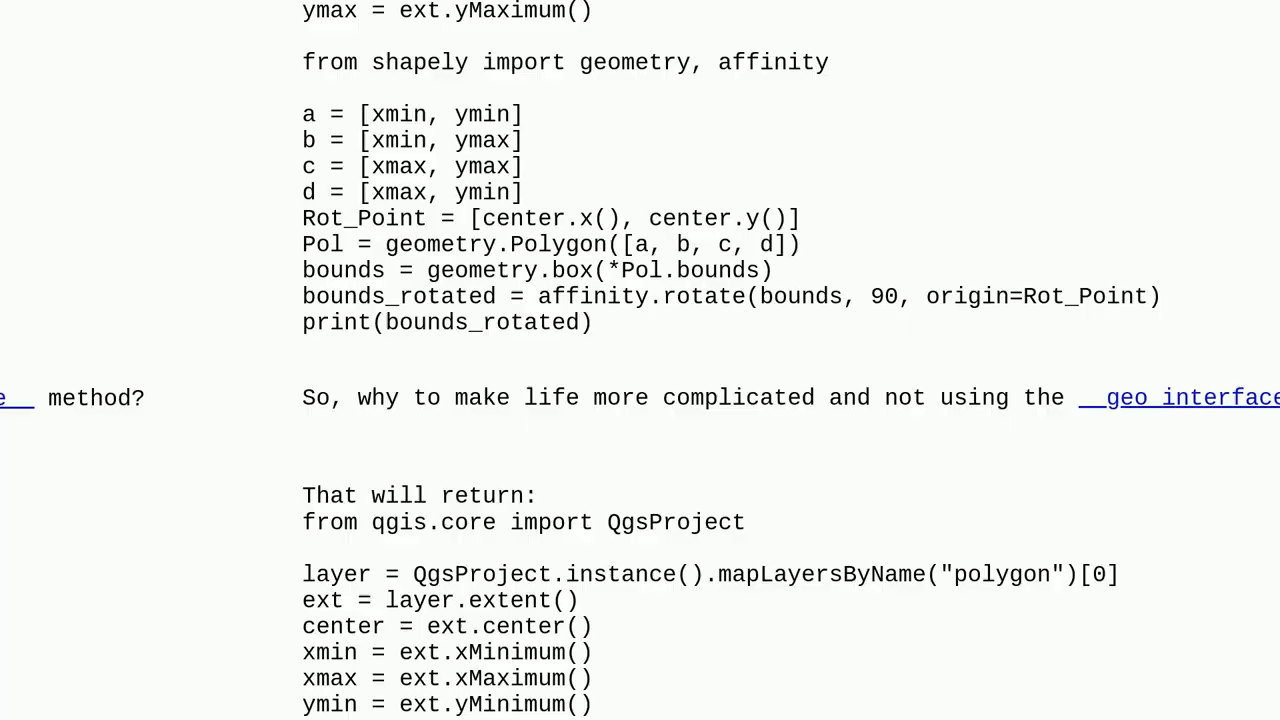 ymax = ext.yMaximum()
from shapely import geometry, affinity
a = [xmin, ymin]
b = [xmin, ymax]
c = [xmax, ymax]
d = [xmax, ymin]
Rot_Point = [center.x(), center.y()]
Pol = geometry.Polygon([a, b, c, d])
bounds = geometry.box(*Pol.bounds)
bounds_rotated = affinity.rotate(bounds, 90, origin=Rot_Point)
print(bounds_rotated)
e__ method? So, why to make life more complicated and not using the __geo_interface
That will return:
from qgis.core import QgsProject
layer = QgsProject.instance().mapLayersByName("polygon")[0]
ext = layer.extent()
center = ext.center()
xmin = ext.xMinimum()
xmax = ext.xMaximum()
ymin = ext.yMinimum()